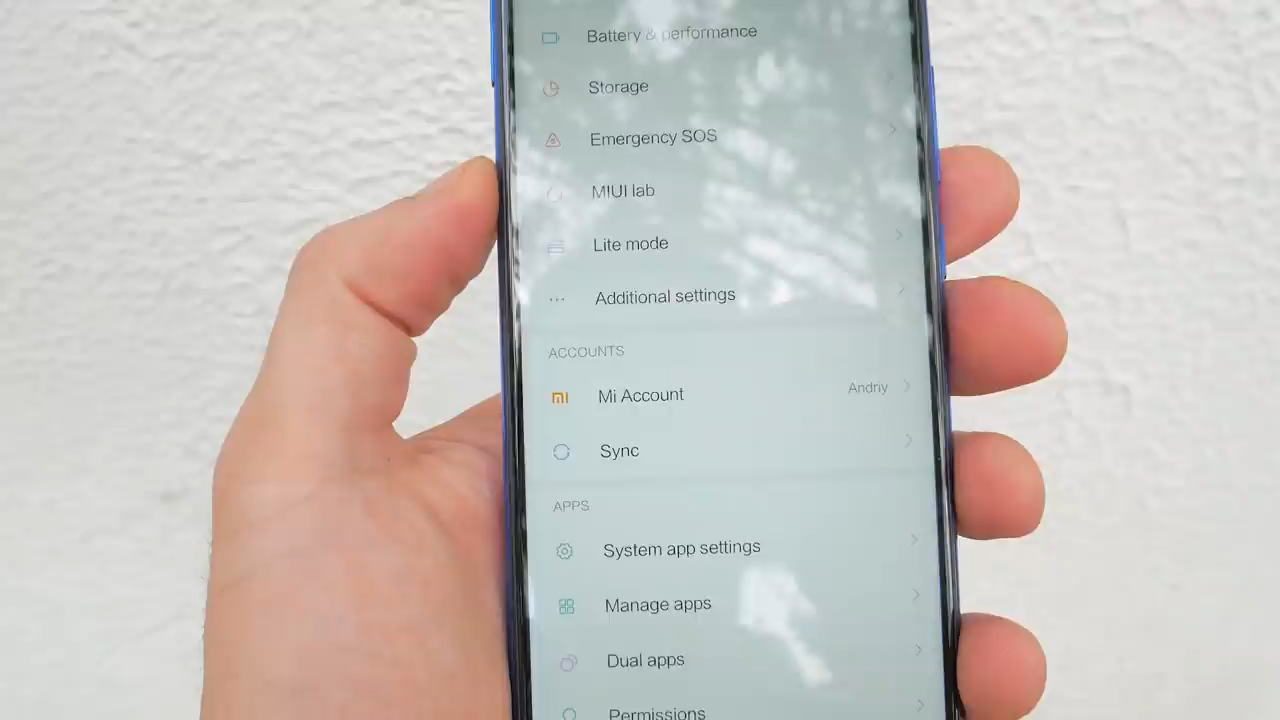 Battery & performance
Storage
Emergency SOS
MIUI lab
Lite mode
Additional settings
ACCOUNTS
mi Mi Account Andriy
Sync
APPS
System app settings
Manage apps
Dual apps
Permissions